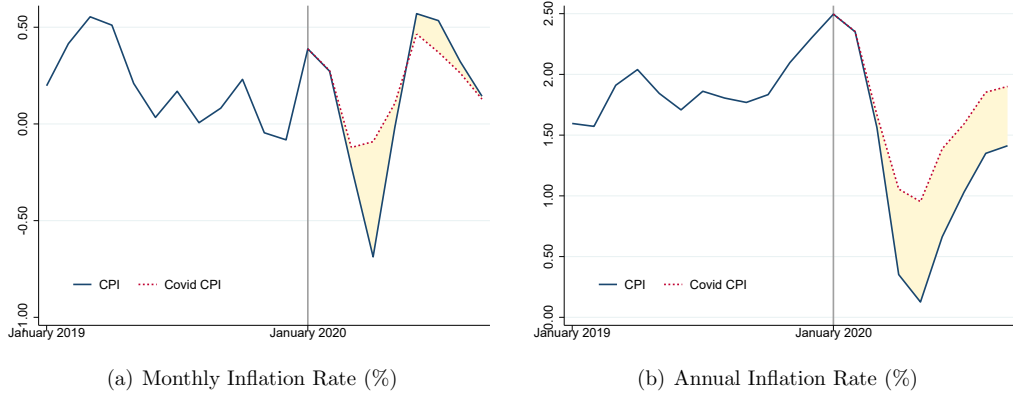 0.50
0.00
-0.50
-1.00
January 2019
January 2020
CPI
Covid CPI
(a) Monthly Inflation Rate (%)
2.50
2.00
1.50
1.00
0.50
0.00
January 2019
January 2020
CPI
Covid CPI
(b) Annual Inflation Rate (%)